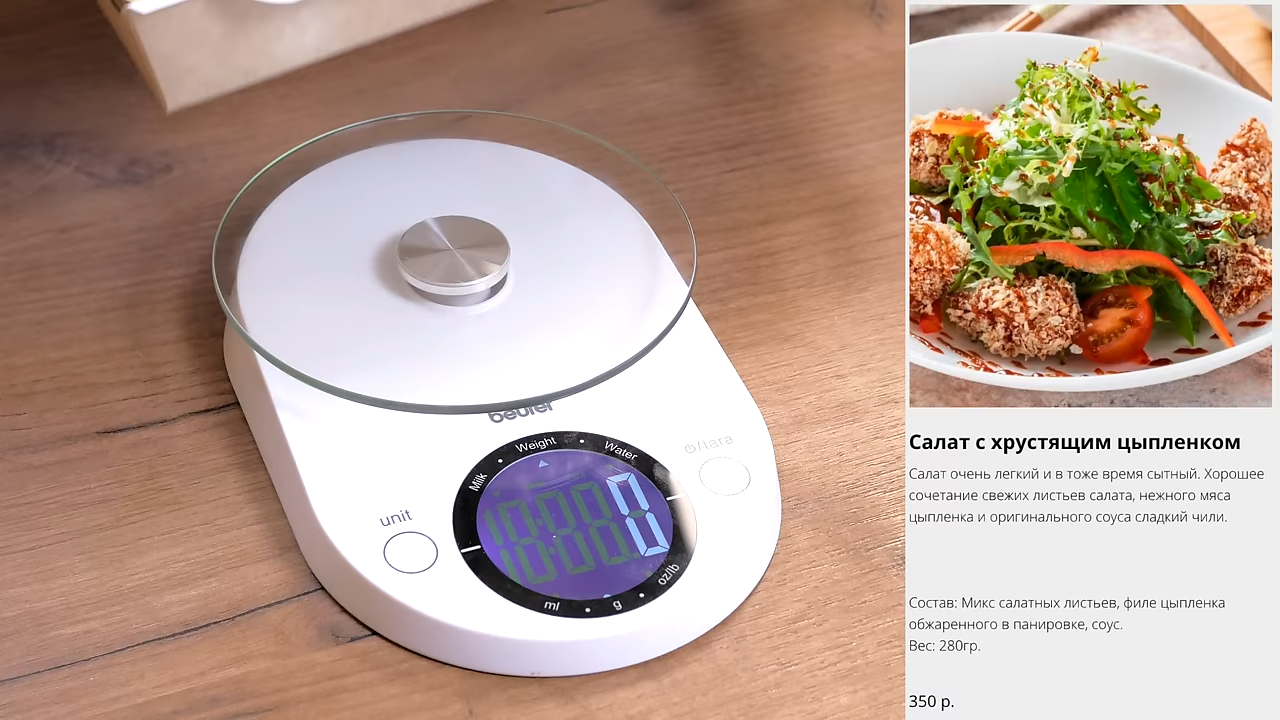 beurer
Milk • Weight • Water
⏻/tara
unit
0
ml • g • oz/lb
Салат с хрустящим цыпленком
Салат очень легкий и в тоже время сытный. Хорошее
сочетание свежих листьев салата, нежного мяса
цыпленка и оригинального соуса сладкий чили.
Состав: Микс салатных листьев, филе цыпленка
обжаренного в панировке, соус.
Вес: 280гр.
350 р.